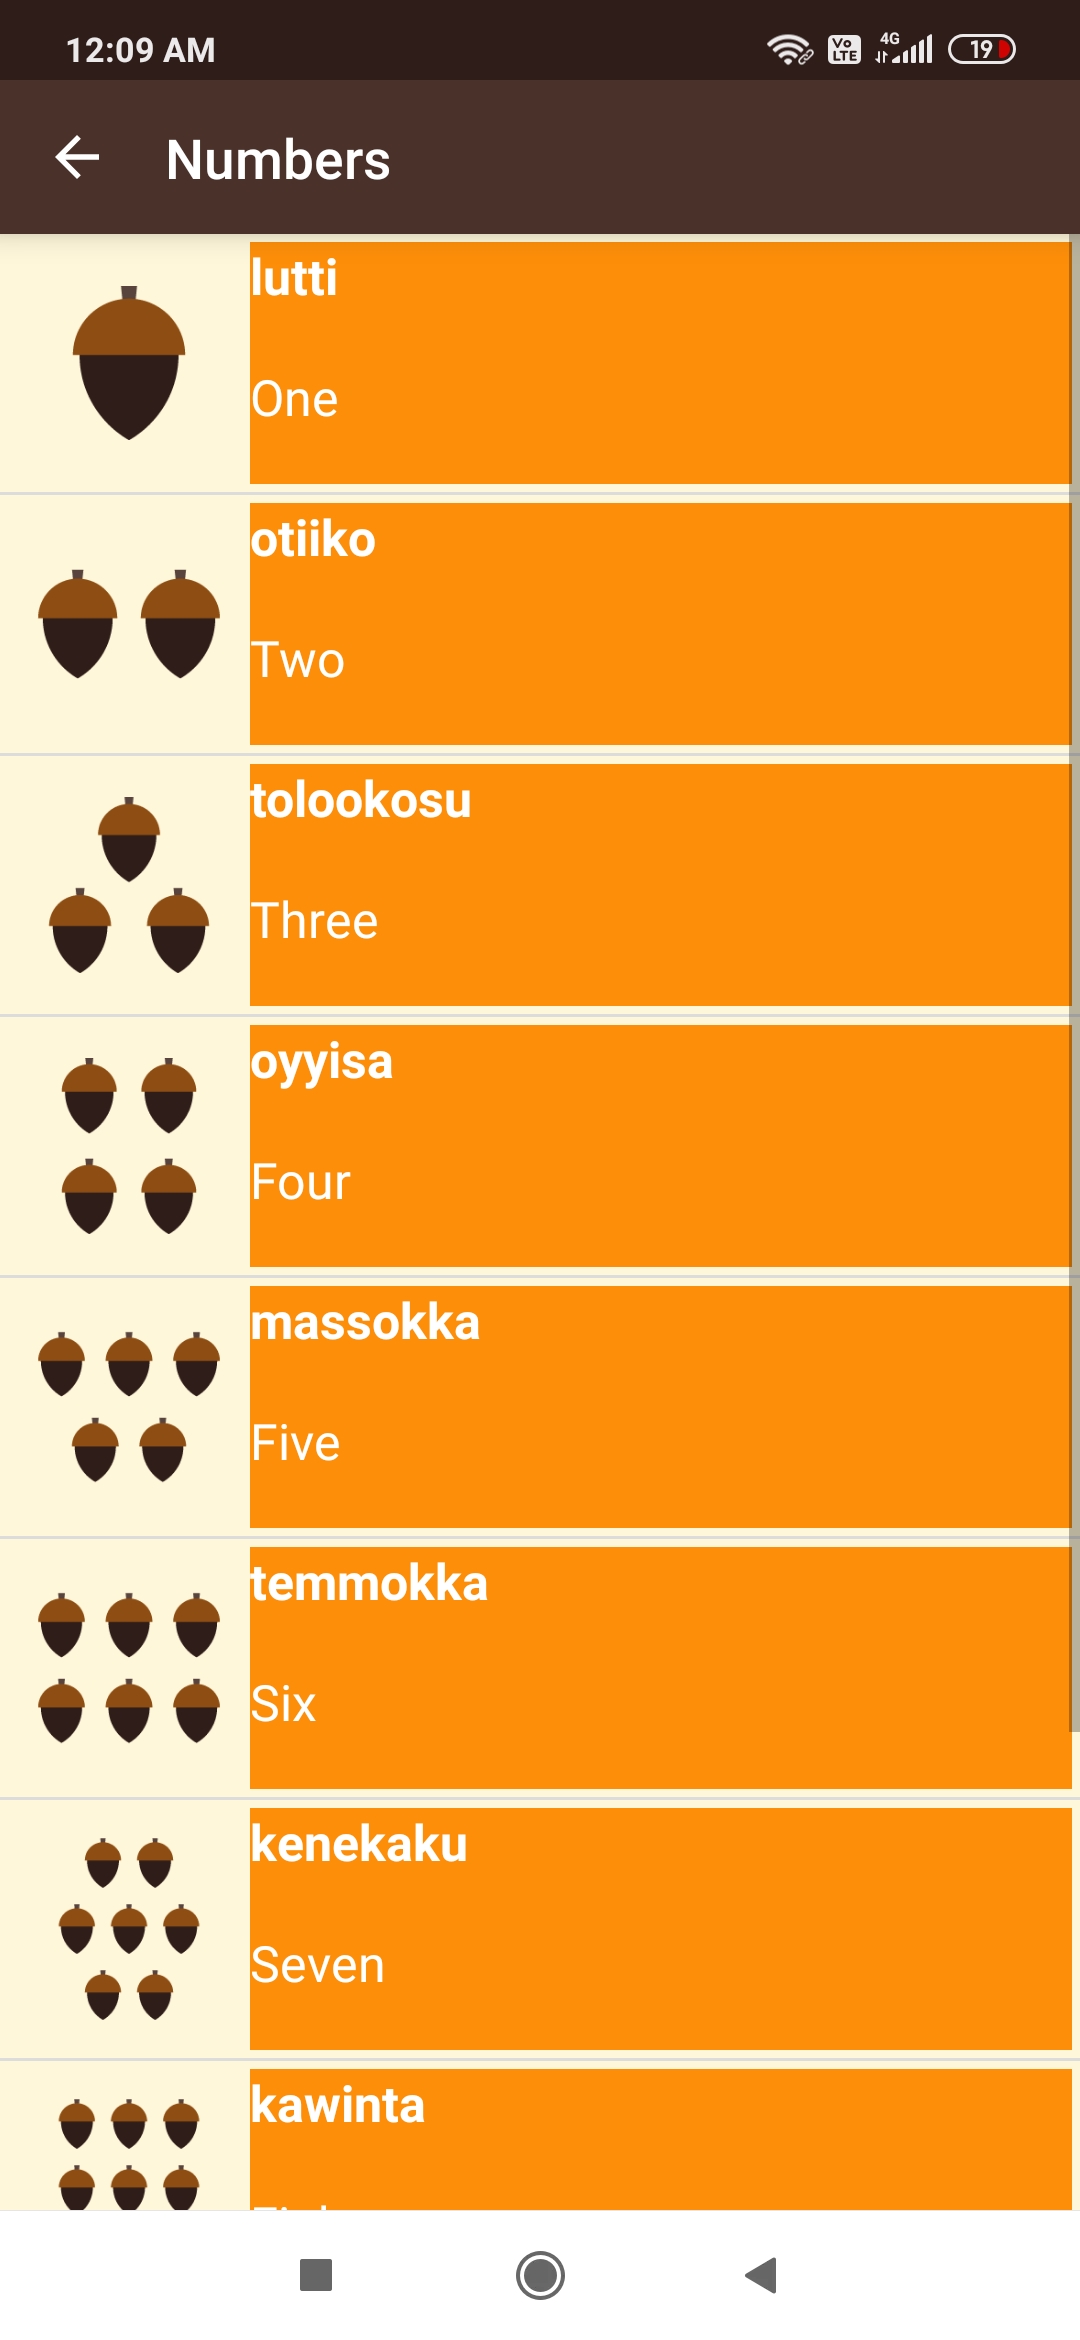 12:09 AM Vo LTE 4G 19
Numbers
lutti
One
otiiko
Two
tolookosu
Three
oyyisa
Four
massokka
Five
temmokka
Six
kenekaku
Seven
kawinta